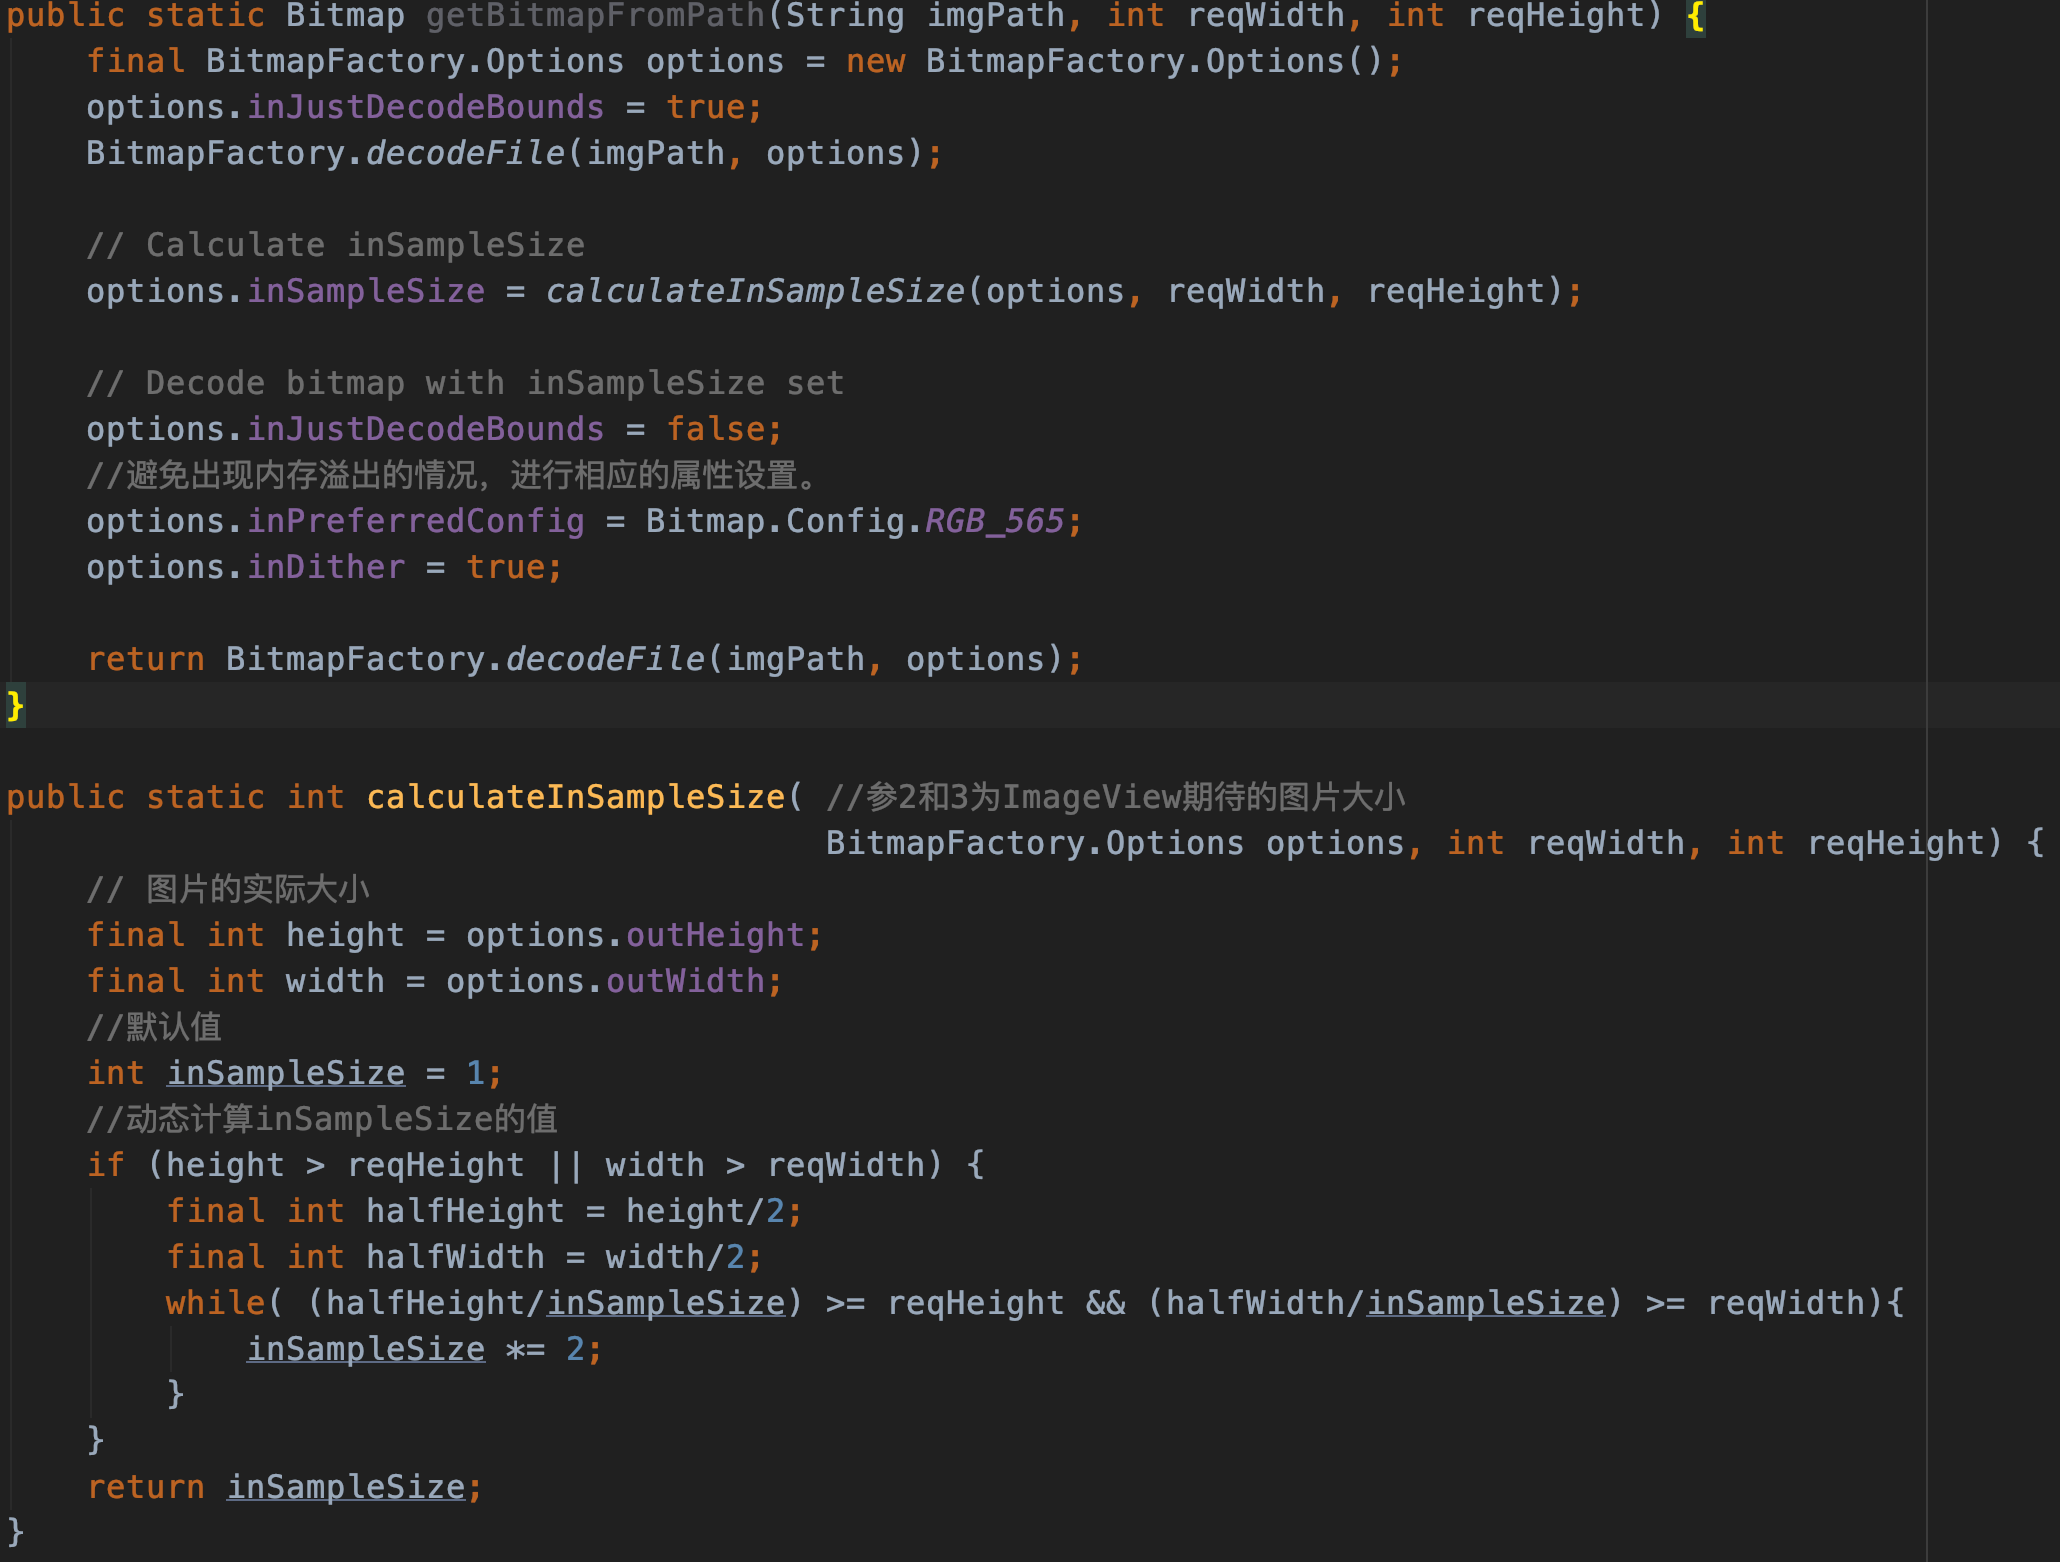 public static Bitmap getBitmapFromPath(String imgPath, int reqWidth, int reqHeight) {
final BitmapFactory.Options options = new BitmapFactory.Options();
options.inJustDecodeBounds = true;
BitmapFactory.decodeFile(imgPath, options);
// Calculate inSampleSize
options.inSampleSize = calculateInSampleSize(options, reqWidth, reqHeight);
// Decode bitmap with inSampleSize set
options.inJustDecodeBounds = false;
//避免出现内存溢出的情况，进行相应的属性设置。
options.inPreferredConfig = Bitmap.Config.RGB_565;
options.inDither = true;
return BitmapFactory.decodeFile(imgPath, options);
}
public static int calculateInSampleSize( //参2和3为ImageView期待的图片大小
BitmapFactory.Options options, int reqWidth, int reqHeight) {
// 图片的实际大小
final int height = options.outHeight;
final int width = options.outWidth;
//默认值
int inSampleSize = 1;
//动态计算inSampleSize的值
if (height > reqHeight || width > reqWidth) {
final int halfHeight = height/2;
final int halfWidth = width/2;
while( (halfHeight/inSampleSize) >= reqHeight && (halfWidth/inSampleSize) >= reqWidth){
inSampleSize *= 2;
}
}
return inSampleSize;
}